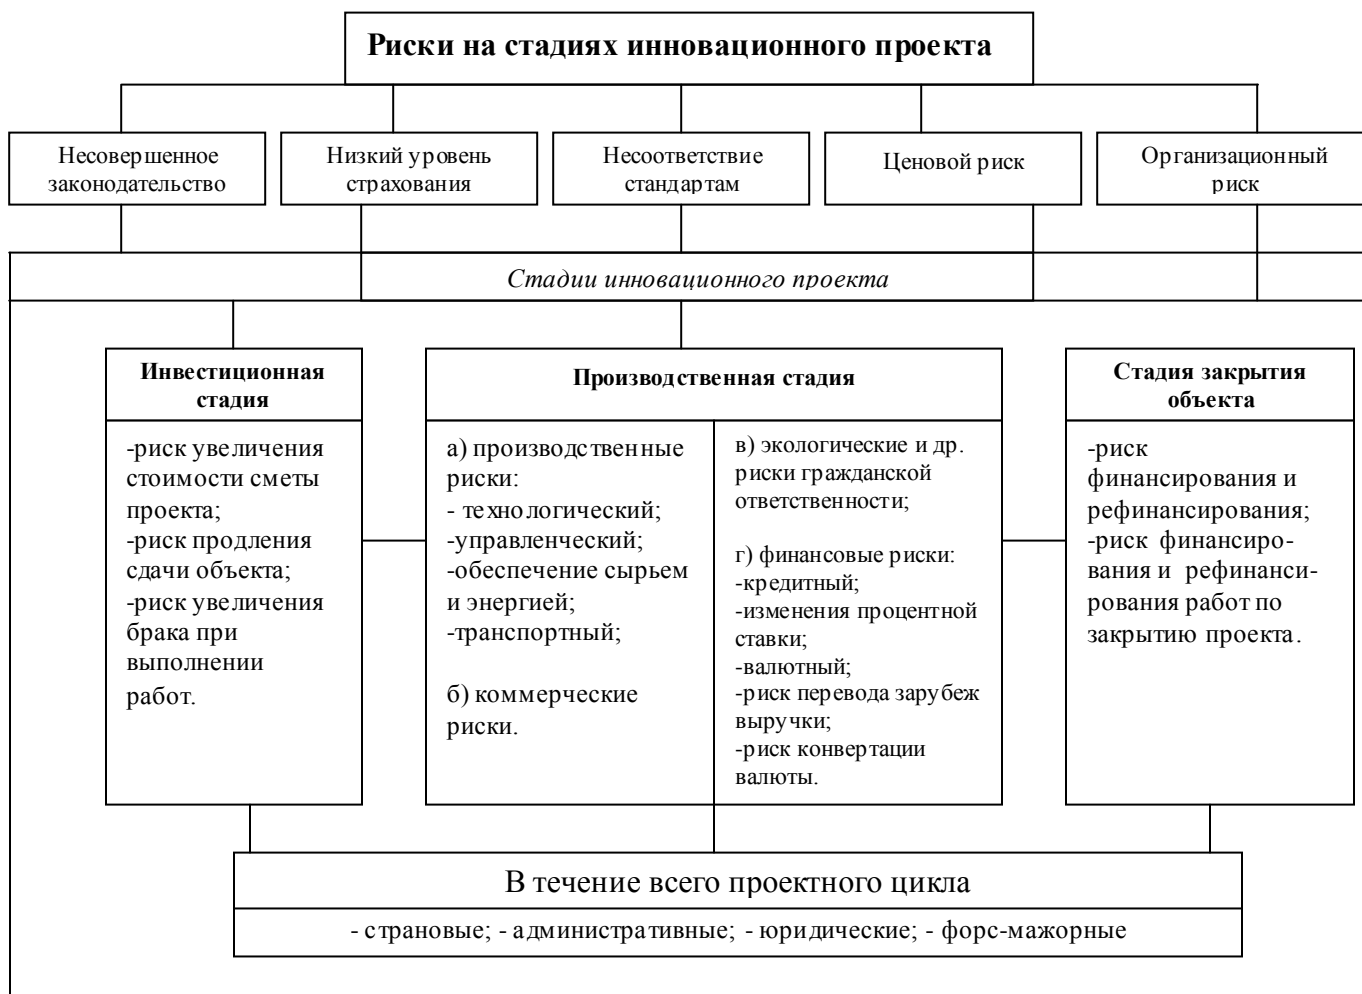 Риски на стадиях инновационного проекта
Несовершенное
законодательство
Низкий уровень
страхования
Несоответствие
стандартам
Ценовой риск
Организационный
риск
Стадии инновационного проекта
Инвестиционная
стадия
-риск увеличения
стоимости сметы
проекта;
-риск продления
сдачи объекта;
-риск увеличения
брака при
выполнении
работ.
Производственная стадия
а) производственные
риски:
- технологический;
-управленческий;
-обеспечение сырьем
и энергией;
-транспортный;
б) коммерческие
риски.
в) экологические и др.
риски гражданской
ответственности;
г) финансовые риски:
-кредитный;
-изменения процентной
ставки;
-валютный;
-риск перевода зарубеж
выручки;
-риск конвертации
валюты.
Стадия закрытия
объекта
-риск
финансирования и
рефинансирования;
-риск финансиро-
вания и рефинанси-
рования работ по
закрытию проекта.
В течение всего проектного цикла
- страновые; - административные; - юридические; - форс-мажорные